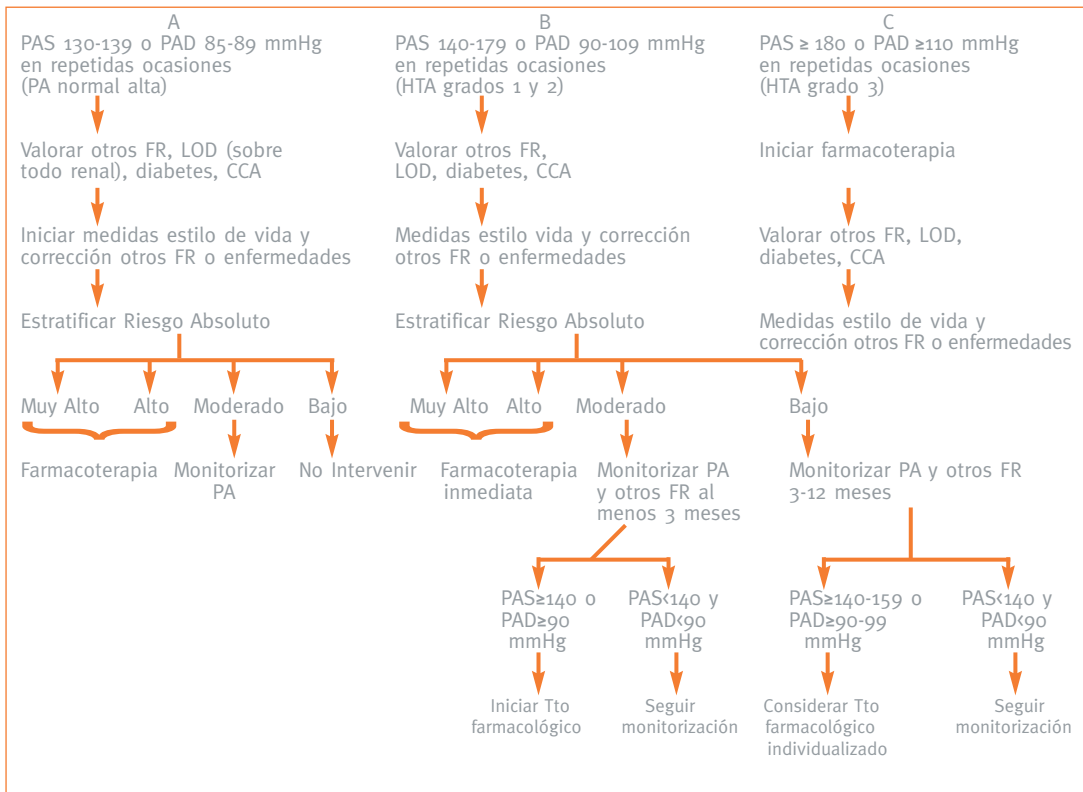 A
PAS 130-139 o PAD 85-89 mmHg
en repetidas ocasiones
(PA normal alta)
Valorar otros FR, LOD (sobre
todo renal), diabetes, CCA
Iniciar medidas estilo de vida y
corrección otros FR o enfermedades
Estratificar Riesgo Absoluto
Muy Alto
Alto
Moderado
Bajo
Farmacoterapia
Monitorizar
PA
No Intervenir
B
PAS 140-179 o PAD 90-109 mmHg
en repetidas ocasiones
(HTA grados 1 y 2)
Valorar otros FR,
LOD, diabetes, CCA
Medidas estilo vida y corrección
otros FR o enfermedades
Estratificar Riesgo Absoluto
Muy Alto
Alto
Moderado
Bajo
Farmacoterapia
inmediata
Monitorizar PA
y otros FR al
menos 3 meses
Monitorizar PA y otros FR
3-12 meses
PAS≥140 o
PAD≥90
mmHg
PAS<140 y
PAD<90
mmHg
PAS≥140-159 o
PAD≥90-99
mmHg
PAS<140 y
PAD<90
mmHg
Iniciar Tto
farmacológico
Seguir
monitorización
Considerar Tto
farmacológico
individualizado
Seguir
monitorización
C
PAS ≥ 180 o PAD ≥110 mmHg
en repetidas ocasiones
(HTA grado 3)
Iniciar farmacoterapia
Valorar otros FR, LOD,
diabetes, CCA
Medidas estilo de vida y
corrección otros FR o enfermedades